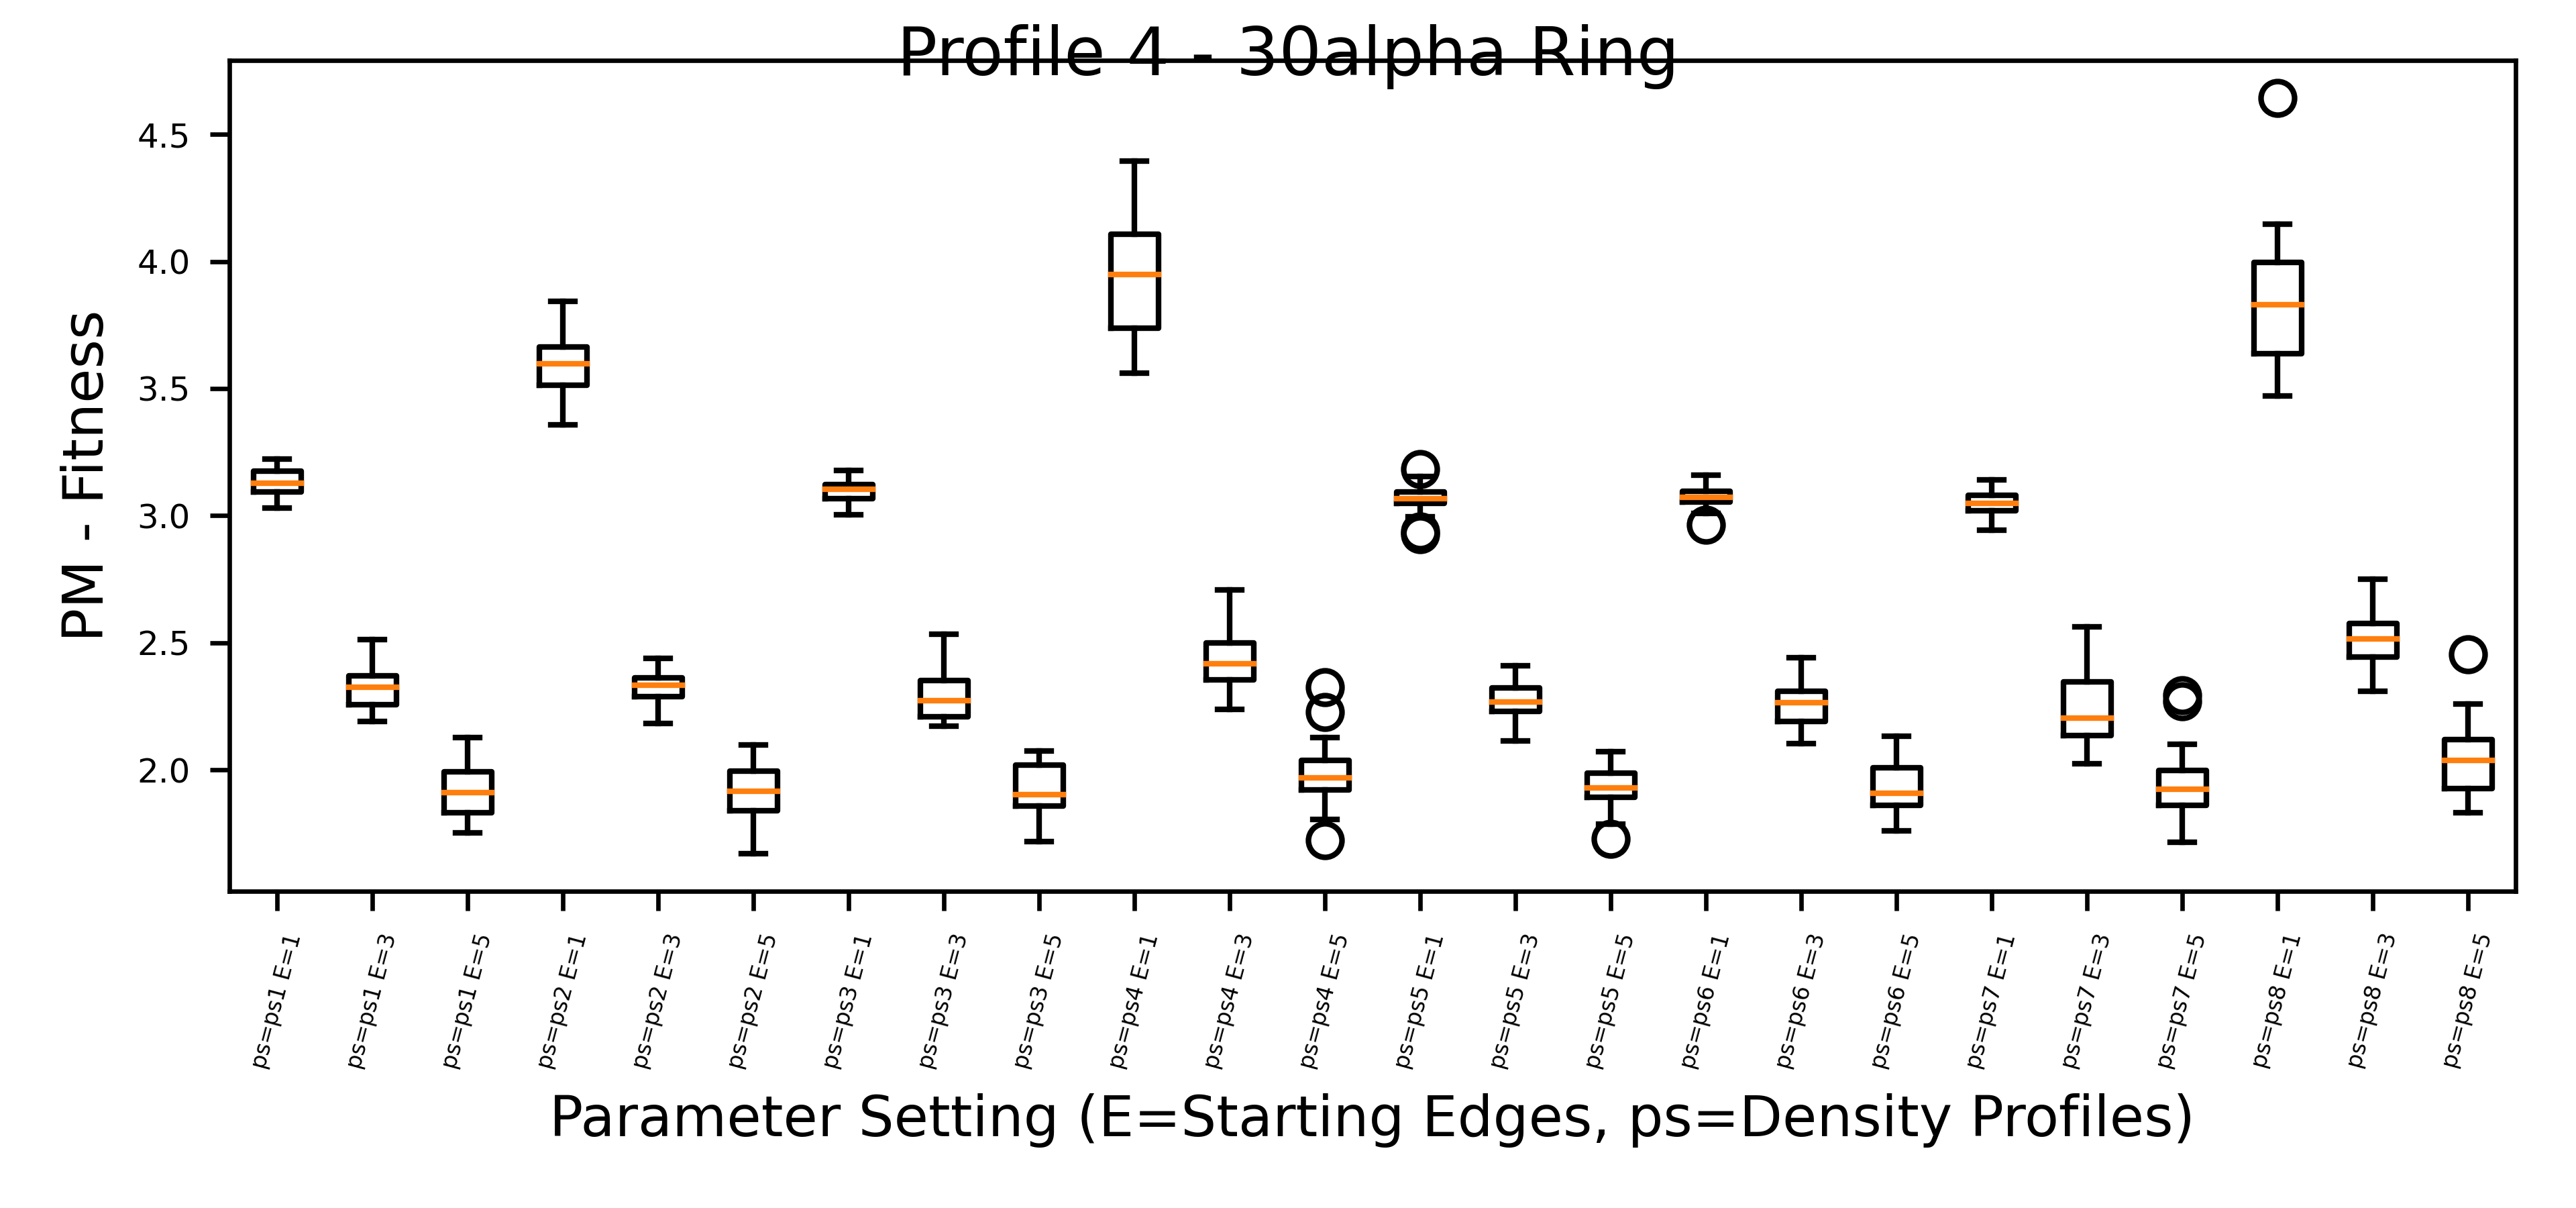 Profile 4 - 30alpha Ring
PM - Fitness
4.5
4.0
3.5
3.0
2.5
2.0
ps=ps1 E=1
ps=ps1 E=3
ps=ps1 E=5
ps=ps2 E=1
ps=ps2 E=3
ps=ps2 E=5
ps=ps3 E=1
ps=ps3 E=3
ps=ps3 E=5
ps=ps4 E=1
ps=ps4 E=3
ps=ps4 E=5
ps=ps5 E=1
ps=ps5 E=3
ps=ps5 E=5
ps=ps6 E=1
ps=ps6 E=3
ps=ps6 E=5
ps=ps7 E=1
ps=ps7 E=3
ps=ps7 E=5
ps=ps8 E=1
ps=ps8 E=3
ps=ps8 E=5
Parameter Setting (E=Starting Edges, ps=Density Profiles)